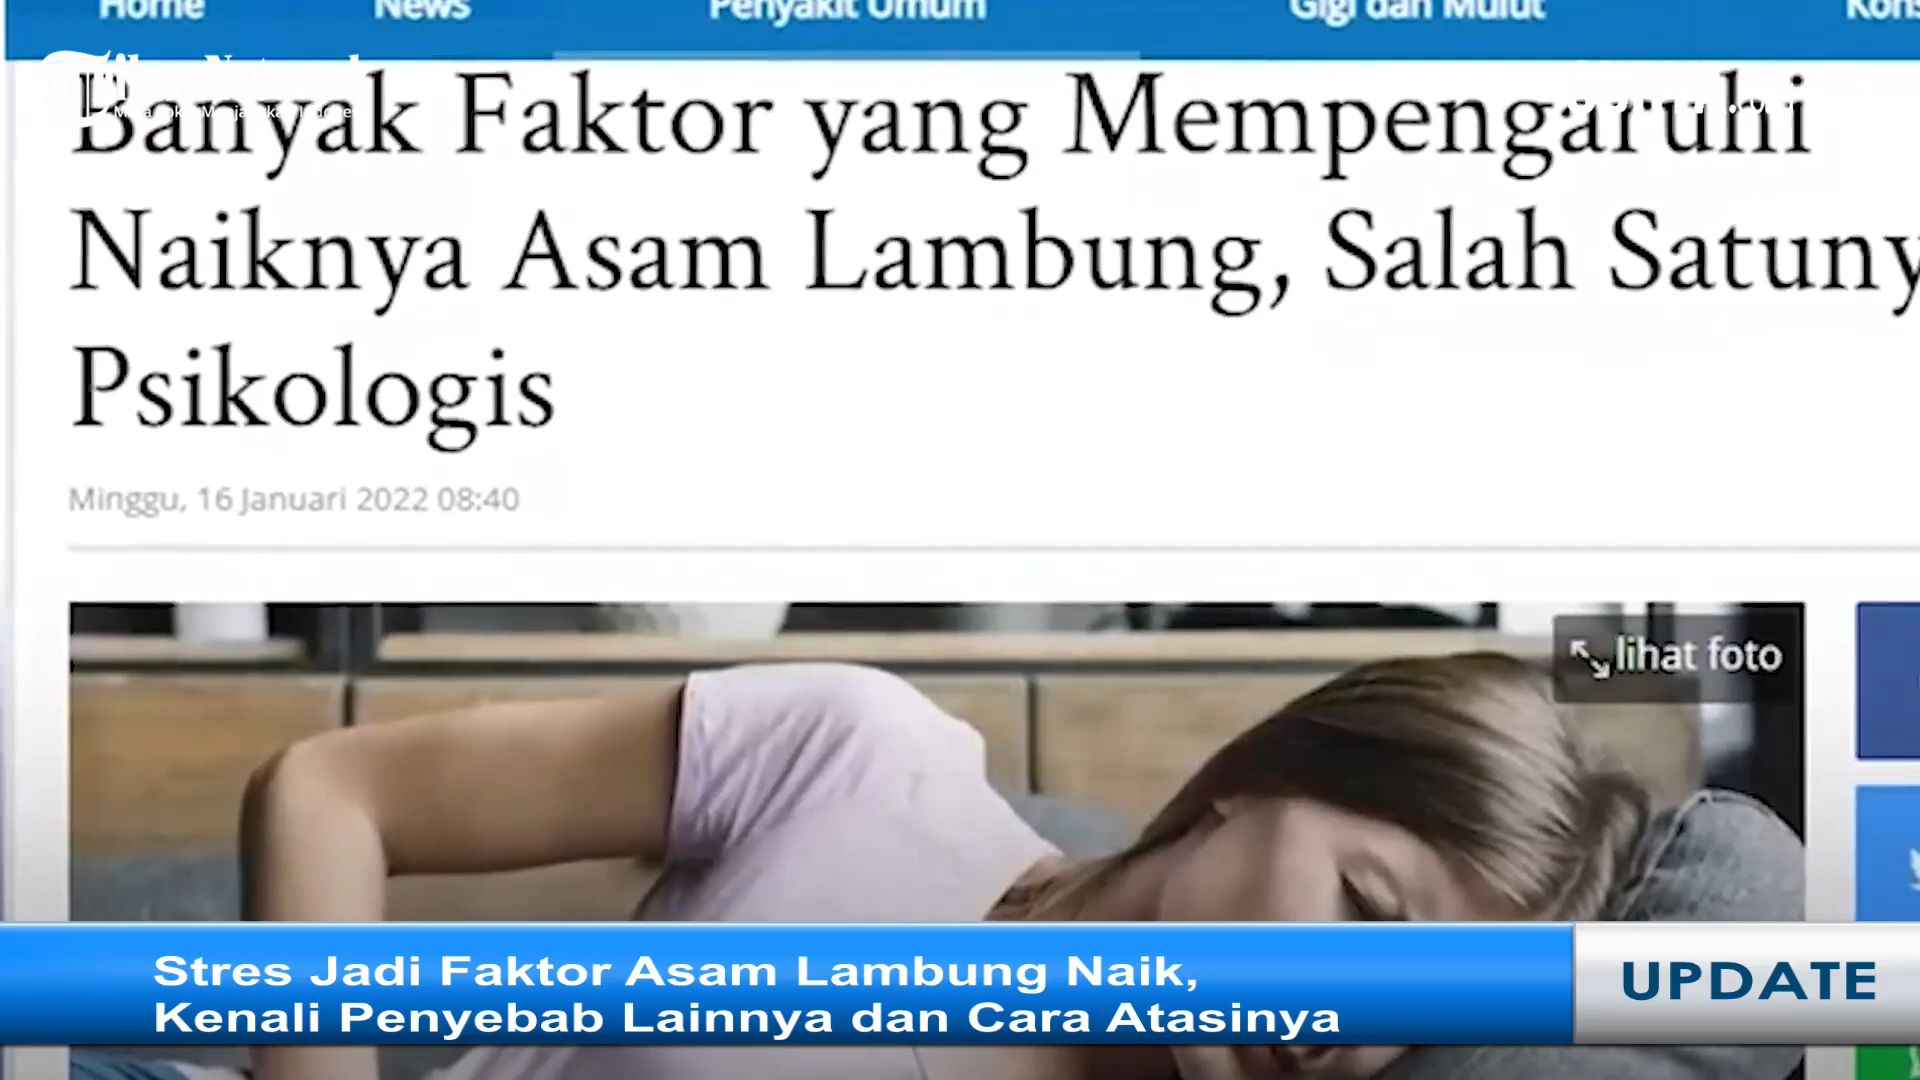 Home News Penyakit Umum Gigi dan Mulut
Banyak Faktor yang Mempengaruhi
Naiknya Asam Lambung, Salah Satuny
Psikologis
Minggu, 16 Januari 2022 08:40
lihat foto
Stres Jadi Faktor Asam Lambung Naik,
Kenali Penyebab Lainnya dan Cara Atasinya
UPDATE